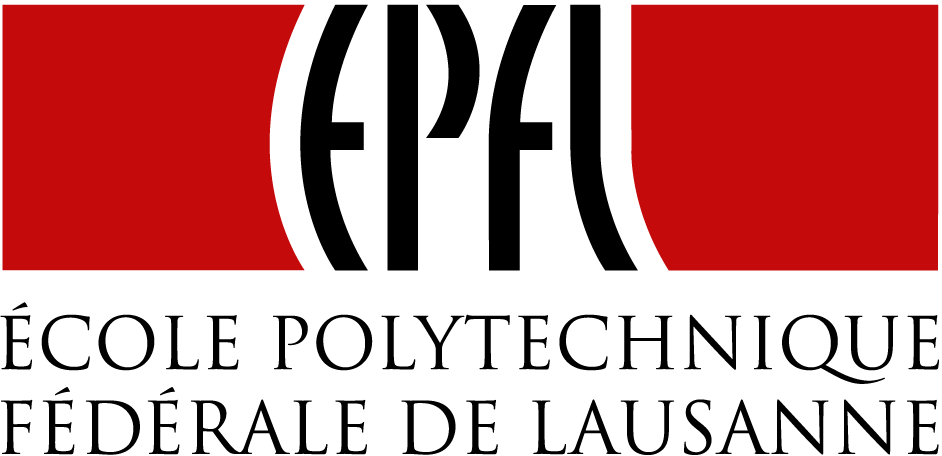 EPFL
ÉCOLE POLYTECHNIQUE
FÉDÉRALE DE LAUSANNE